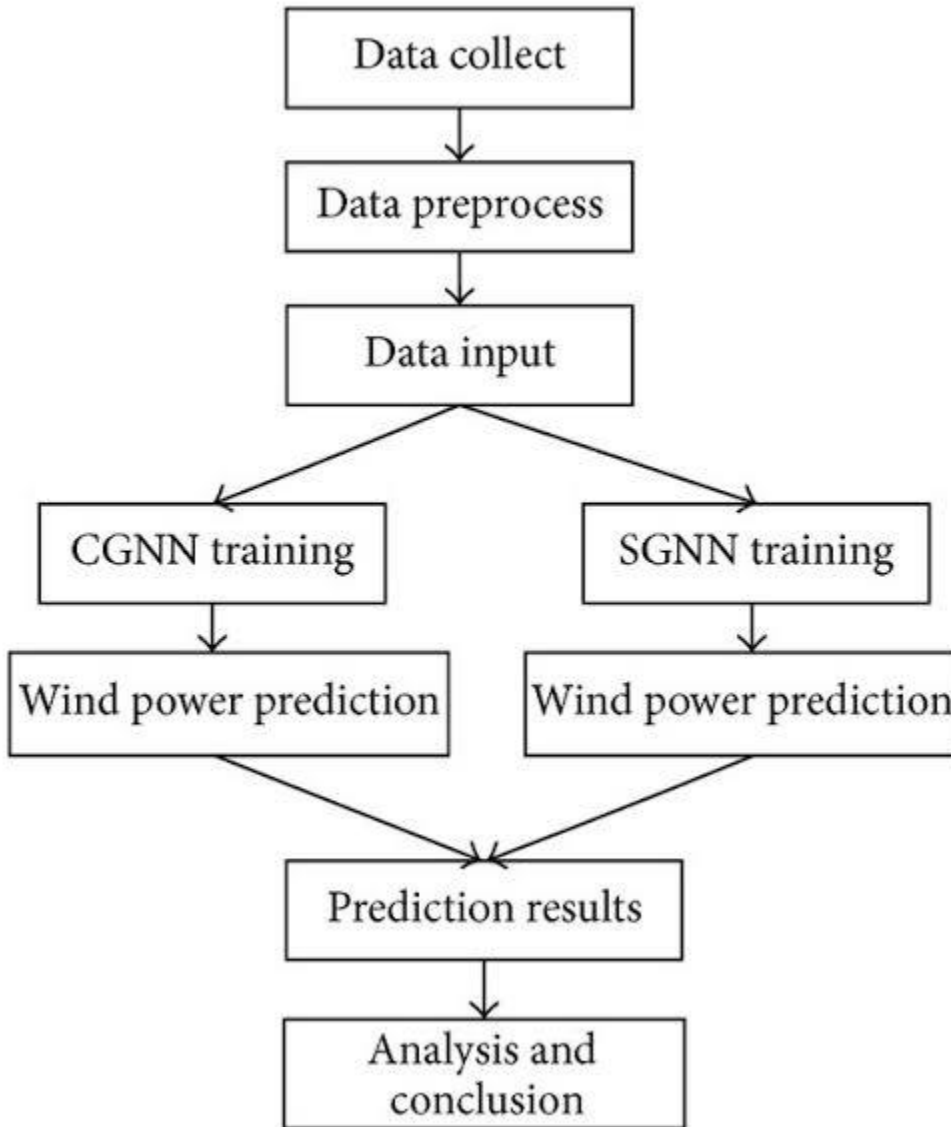 Data collect
Data preprocess
Data input
CGNN training
SGNN training
Wind power prediction
Wind power prediction
Prediction results
Analysis and
conclusion